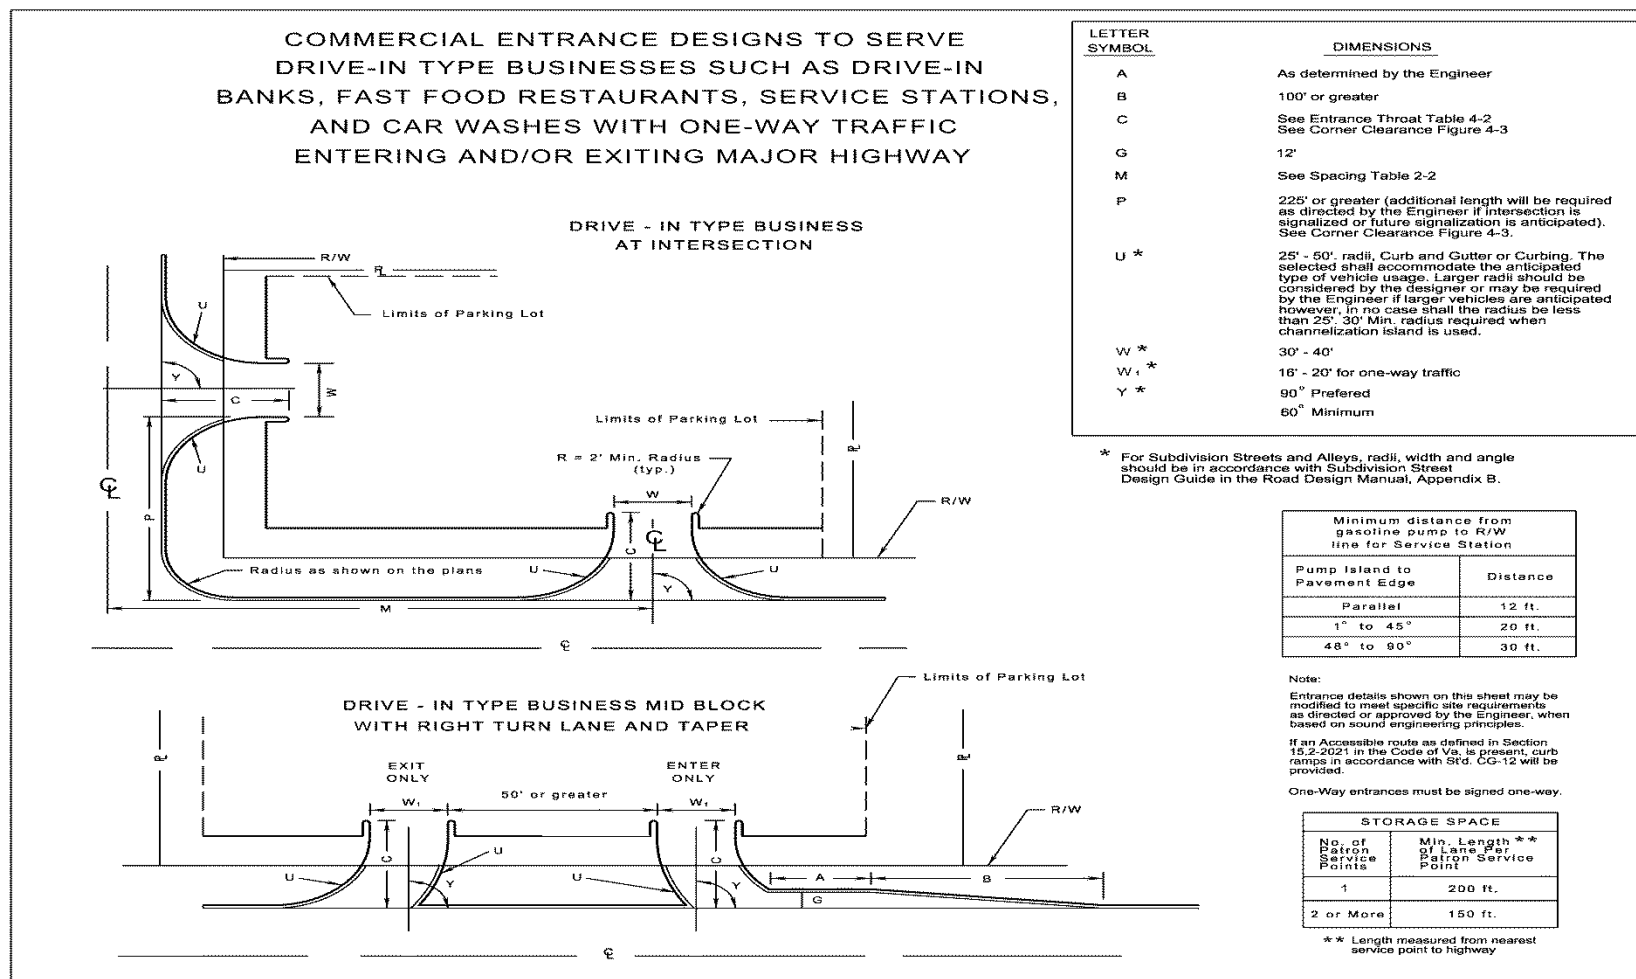 COMMERCIAL ENTRANCE DESIGNS TO SERVE
DRIVE-IN TYPE BUSINESSES SUCH AS DRIVE-IN
BANKS, FAST FOOD RESTAURANTS, SERVICE STATIONS,
AND CAR WASHES WITH ONE-WAY TRAFFIC
ENTERING AND/OR EXITING MAJOR HIGHWAY
LETTER
SYMBOL DIMENSIONS
A As determined by the Engineer
B 100' or greater
C See Entrance Throat Table 4-2
See Corner Clearance Figure 4-3
G 12'
M See Spacing Table 2-2
P 225' or greater (additional length will be required
as directed by the Engineer if intersection is
signalized or future signalization is anticipated).
See Corner Clearance Figure 4-3.
U * 25' - 50'. radii, Curb and Gutter or Curbing. The
selected shall accommodate the anticipated
type of vehicle usage. Larger radii should be
considered by the designer or may be required
by the Engineer if larger vehicles are anticipated
however, in no case shall the radius be less
than 25'. 30' Min. radius required when
channelization island is used.
W * 30' - 40'
W₁ * 16' - 20' for one-way traffic
Y * 90° Prefered
60° Minimum
* For Subdivision Streets and Alleys, radii, width and angle
should be in accordance with Subdivision Street
Design Guide in the Road Design Manual, Appendix B.
DRIVE - IN TYPE BUSINESS
AT INTERSECTION
R/W
PL
Limits of Parking Lot
U
Y
W
C
U
CL
P
Limits of Parking Lot
PL
R = 2' Min. Radius
(typ.)
W
R/W
C
CL
Radius as shown on the plans
U
U
Y
M
CL
Minimum distance from
gasoline pump to R/W
line for Service Station
Pump Island to
Pavement Edge Distance
Parallel 12 ft.
1° to 45° 20 ft.
48° to 90° 30 ft.
Note:
Entrance details shown on this sheet may be
modified to meet specific site requirements
as directed or approved by the Engineer, when
based on sound engineering principles.
If an Accessible route as defined in Section
15.2-2021 in the Code of Va. is present, curb
ramps in accordance with St'd. CG-12 will be
provided.
One-Way entrances must be signed one-way.
STORAGE SPACE
No. of
Patron
Service
Points
Min. Length **
of Lane Per
Patron Service
Point
1 200 ft.
2 or More 150 ft.
** Length measured from nearest
service point to highway
DRIVE - IN TYPE BUSINESS MID BLOCK
WITH RIGHT TURN LANE AND TAPER
Limits of Parking Lot
PL
PL
EXIT
ONLY
ENTER
ONLY
W₁
50' or greater
W₁
R/W
C
U
U
Y
U
C
Y
A
B
G
CL